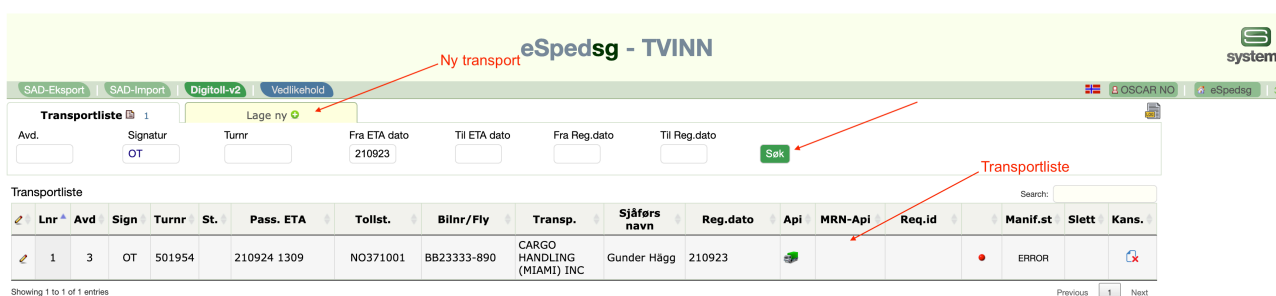 eSpedsg - TVINN
Ny transport
system
SAD-Eksport | SAD-Import | Digitoll-v2 | Vedlikehold
OSCAR NO | eSpedsg |
Transportliste 1
Lage ny
Avd. Signatur Turnr Fra ETA dato Til ETA dato Fra Reg.dato Til Reg.dato
OT 210923 Søk
Transportliste
Transportliste
Search:
Lnr Avd Sign Turnr St. Pass. ETA Tollst. Bilnr/Fly Transp. Sjåførs navn Reg.dato Api MRN-Api Req.id Manif.st Slett Kans.
1 3 OT 501954 210924 1309 NO371001 BB23333-890 CARGO HANDLING (MIAMI) INC Gunder Hägg 210923 ERROR
Showing 1 to 1 of 1 entries
Previous 1 Next